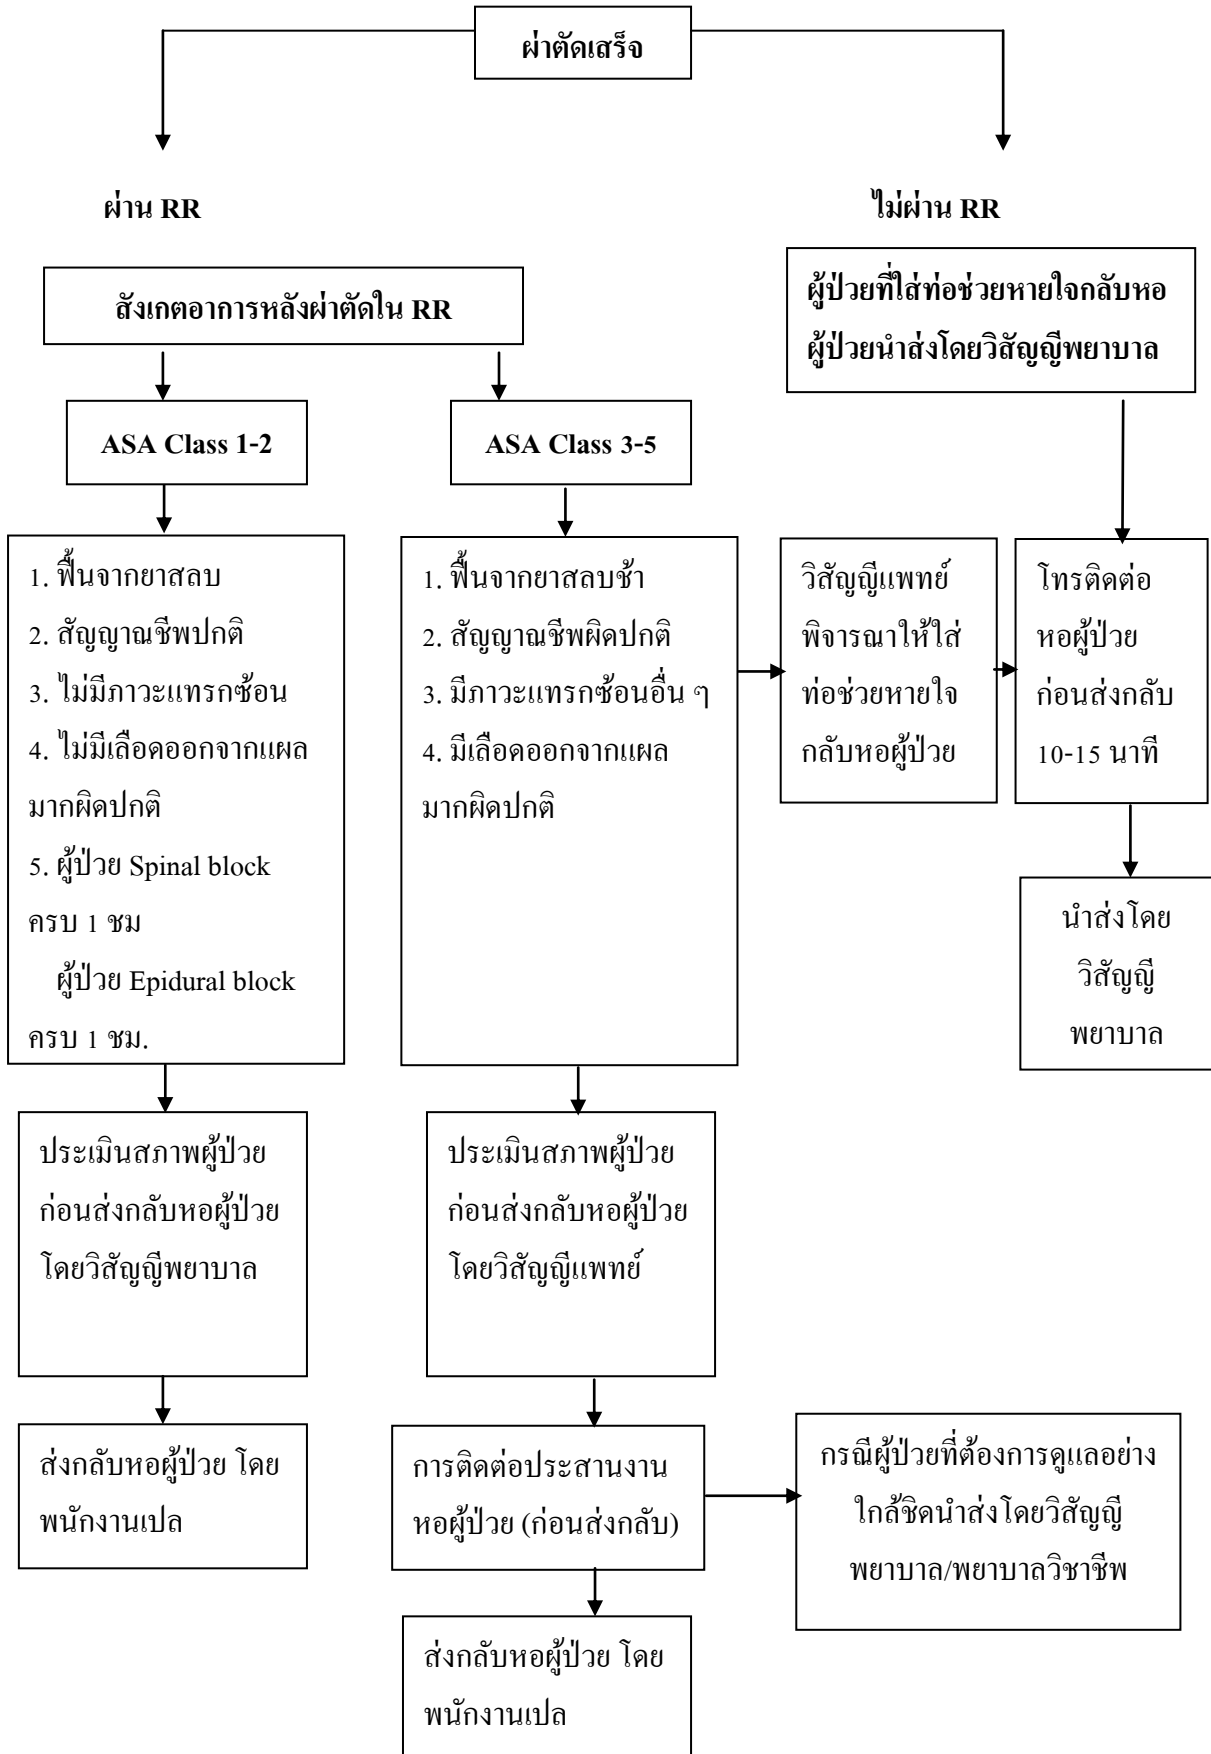 ผ่าตัดเสร็จ
ผ่าน RR
ไม่ผ่าน RR
สังเกตอาการหลังผ่าตัดใน RR
ผู้ป่วยที่ใส่ท่อช่วยหายใจกลับหอ
ผู้ป่วยนำส่งโดยวิสัญญีพยาบาล
ASA Class 1-2
ASA Class 3-5
1. ฟื้นจากยาสลบ
2. สัญญาณชีพปกติ
3. ไม่มีภาวะแทรกซ้อน
4. ไม่มีเลือดออกจากแผล
มากผิดปกติ
5. ผู้ป่วย Spinal block
ครบ 1 ชม
ผู้ป่วย Epidural block
ครบ 1 ชม.
1. ฟื้นจากยาสลบช้า
2. สัญญาณชีพผิดปกติ
3. มีภาวะแทรกซ้อนอื่น ๆ
4. มีเลือดออกจากแผล
มากผิดปกติ
วิสัญญีแพทย์
พิจารณาให้ใส่
ท่อช่วยหายใจ
กลับหอผู้ป่วย
โทรติดต่อ
หอผู้ป่วย
ก่อนส่งกลับ
10-15 นาที
นำส่งโดย
วิสัญญี
พยาบาล
ประเมินสภาพผู้ป่วย
ก่อนส่งกลับหอผู้ป่วย
โดยวิสัญญีพยาบาล
ประเมินสภาพผู้ป่วย
ก่อนส่งกลับหอผู้ป่วย
โดยวิสัญญีแพทย์
ส่งกลับหอผู้ป่วย โดย
พนักงานเปล
การติดต่อประสานงาน
หอผู้ป่วย (ก่อนส่งกลับ)
กรณีผู้ป่วยที่ต้องการดูแลอย่าง
ใกล้ชิดนำส่งโดยวิสัญญี
พยาบาล/พยาบาลวิชาชีพ
ส่งกลับหอผู้ป่วย โดย
พนักงานเปล